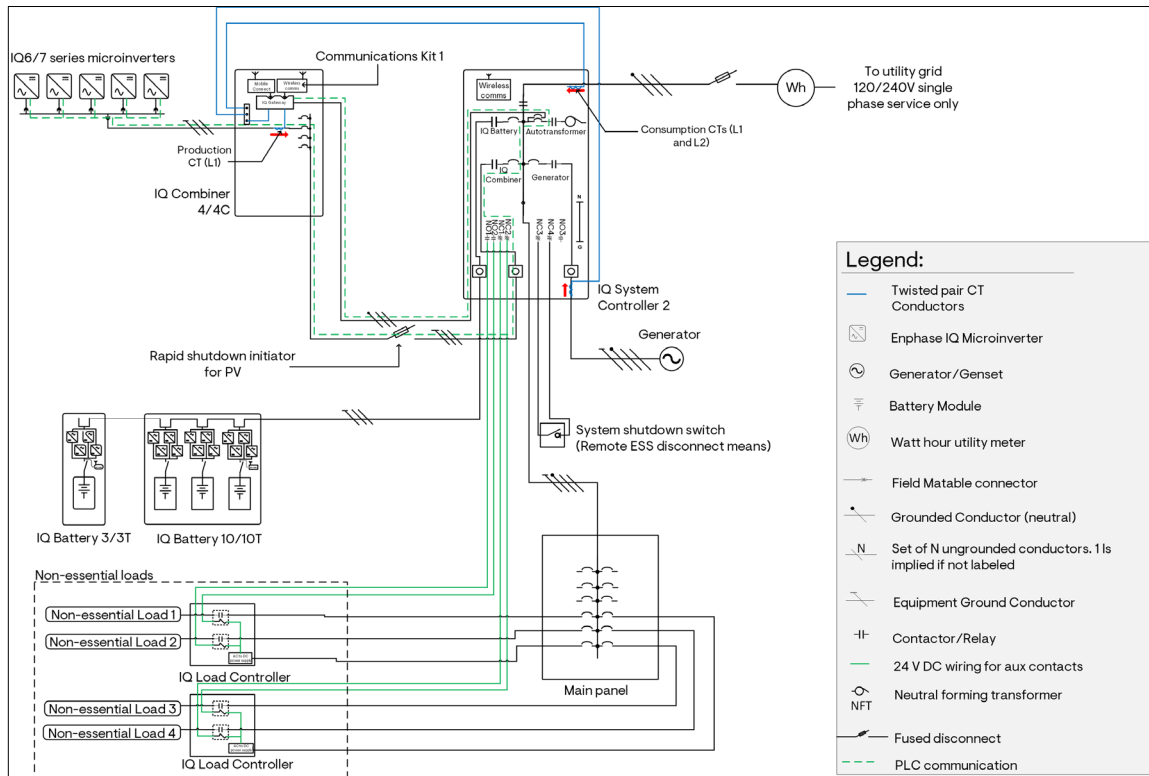 IQ6/7 series microinverters
Communications Kit 1
Mobile
Connect
Wireless
comms
IQ Gateway
Production
CT (L1)
IQ Combiner
4/4C
Wireless
comms
IQ Battery
Autotransformer
IQ
Combiner
Generator
N
G
NO1
NO2
NC1
NC2
NC3
NC4
NO3
Consumption CTs (L1
and L2)
Wh
To utility grid
120/240V single
phase service only
IQ System
Controller 2
Generator
Rapid shutdown initiator
for PV
System shutdown switch
(Remote ESS disconnect means)
IQ Battery 3/3T
IQ Battery 10/10T
Non-essential loads
Non-essential Load 1
Non-essential Load 2
IQ Load Controller
Non-essential Load 3
Non-essential Load 4
IQ Load Controller
Main panel
Legend:
Twisted pair CT
Conductors
Enphase IQ Microinverter
Generator/Genset
Battery Module
Wh
Watt hour utility meter
Field Matable connector
Grounded Conductor (neutral)
N
Set of N ungrounded conductors. 1 Is
implied if not labeled
Equipment Ground Conductor
Contactor/Relay
24 V DC wiring for aux contacts
NFT
Neutral forming transformer
Fused disconnect
PLC communication